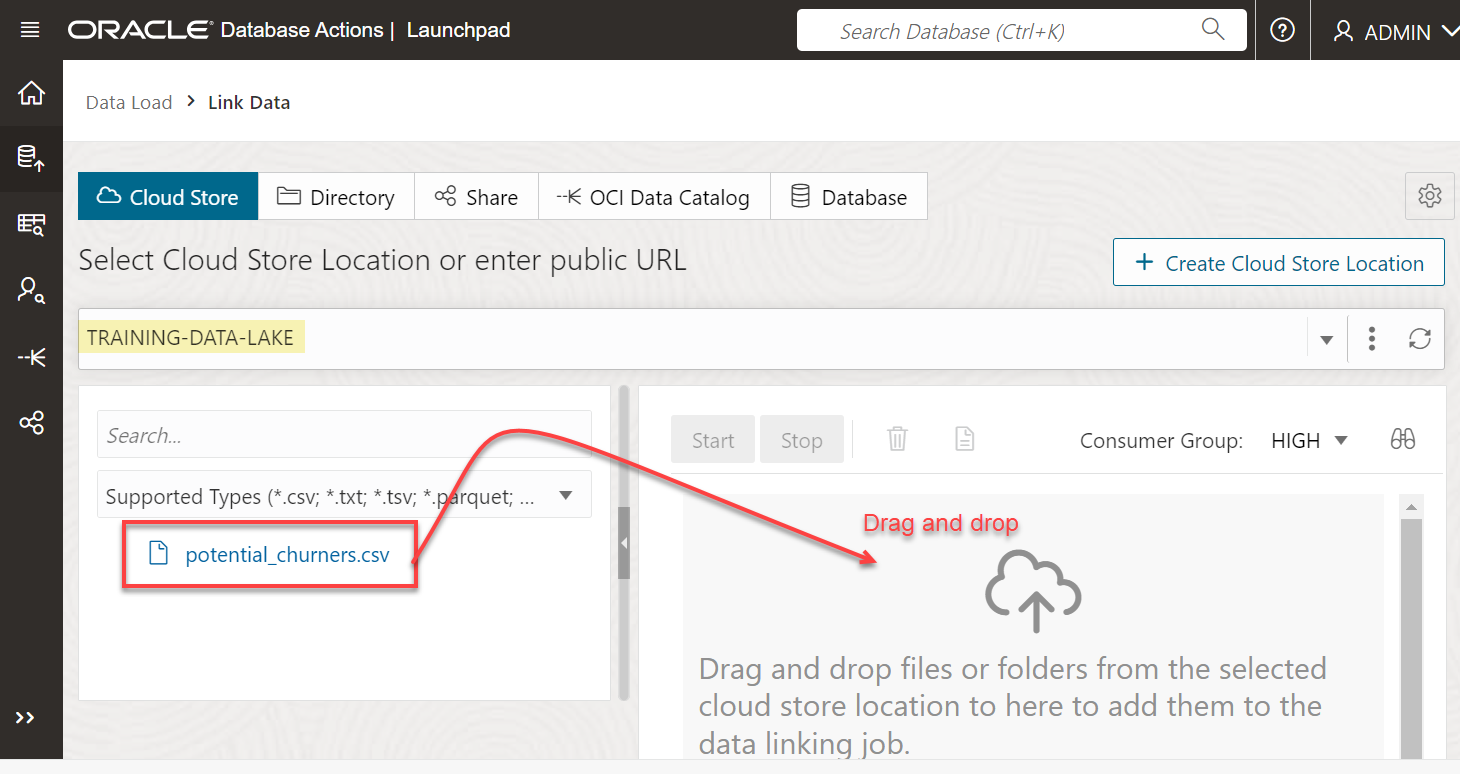 ORACLE Database Actions | Launchpad
Search Database (Ctrl+K)
ADMIN
Data Load > Link Data
Cloud Store
Directory
Share
OCI Data Catalog
Database
Select Cloud Store Location or enter public URL
+ Create Cloud Store Location
TRAINING-DATA-LAKE
Search...
Supported Types (*.csv; *.txt; *.tsv; *.parquet; ...
potential_churners.csv
Start
Stop
Consumer Group: HIGH
Drag and drop
Drag and drop files or folders from the selected
cloud store location to here to add them to the
data linking job.